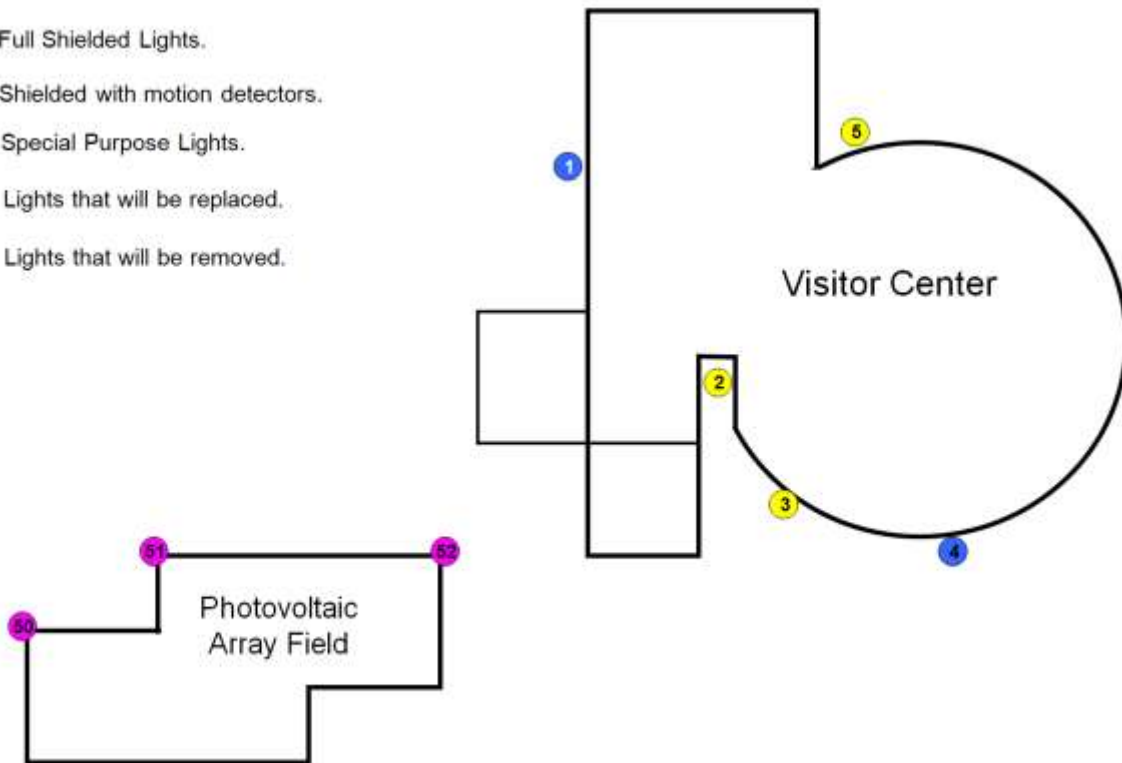 Full Shielded Lights.
Shielded with motion detectors.
Special Purpose Lights.
Lights that will be replaced.
Lights that will be removed.
1
5
Visitor Center
2
3
4
51
52
50
Photovoltaic
Array Field